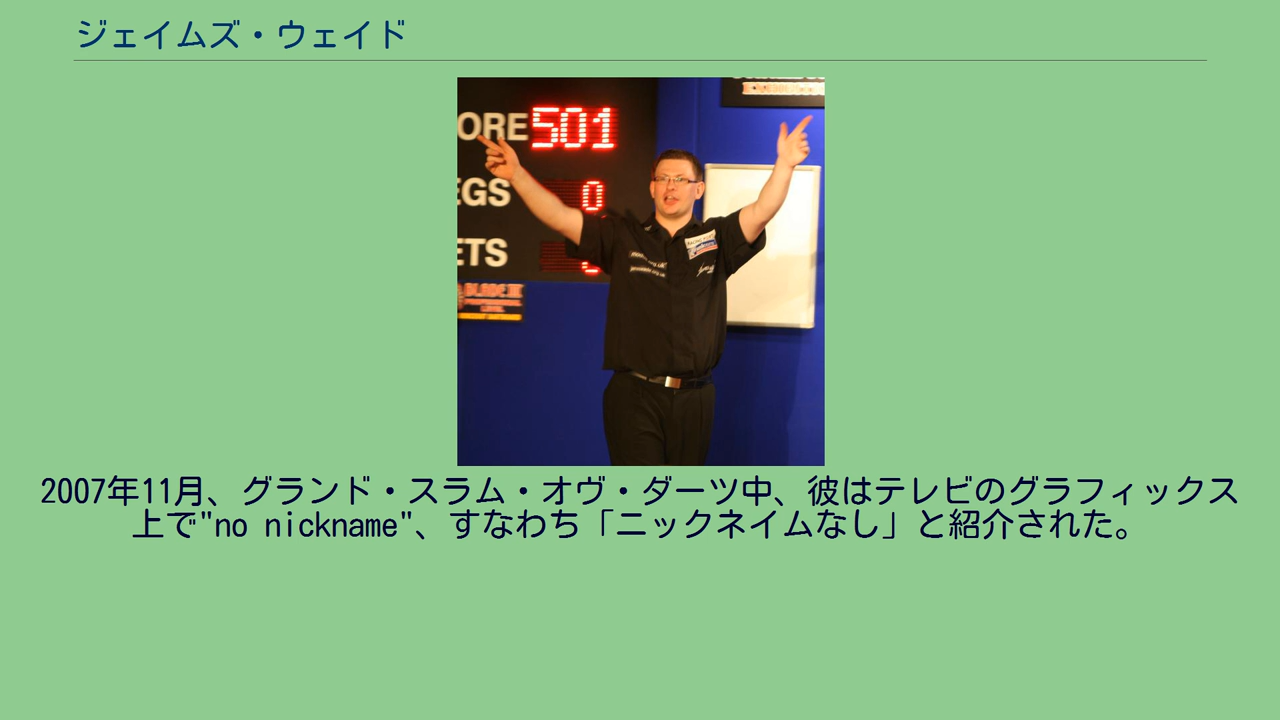 ジェイムズ・ウェイド
ORE 501
EGS 0
ETS
2007年11月、グランド・スラム・オヴ・ダーツ中、彼はテレビのグラフィックス
上で"no nickname"、すなわち「ニックネイムなし」と紹介された。